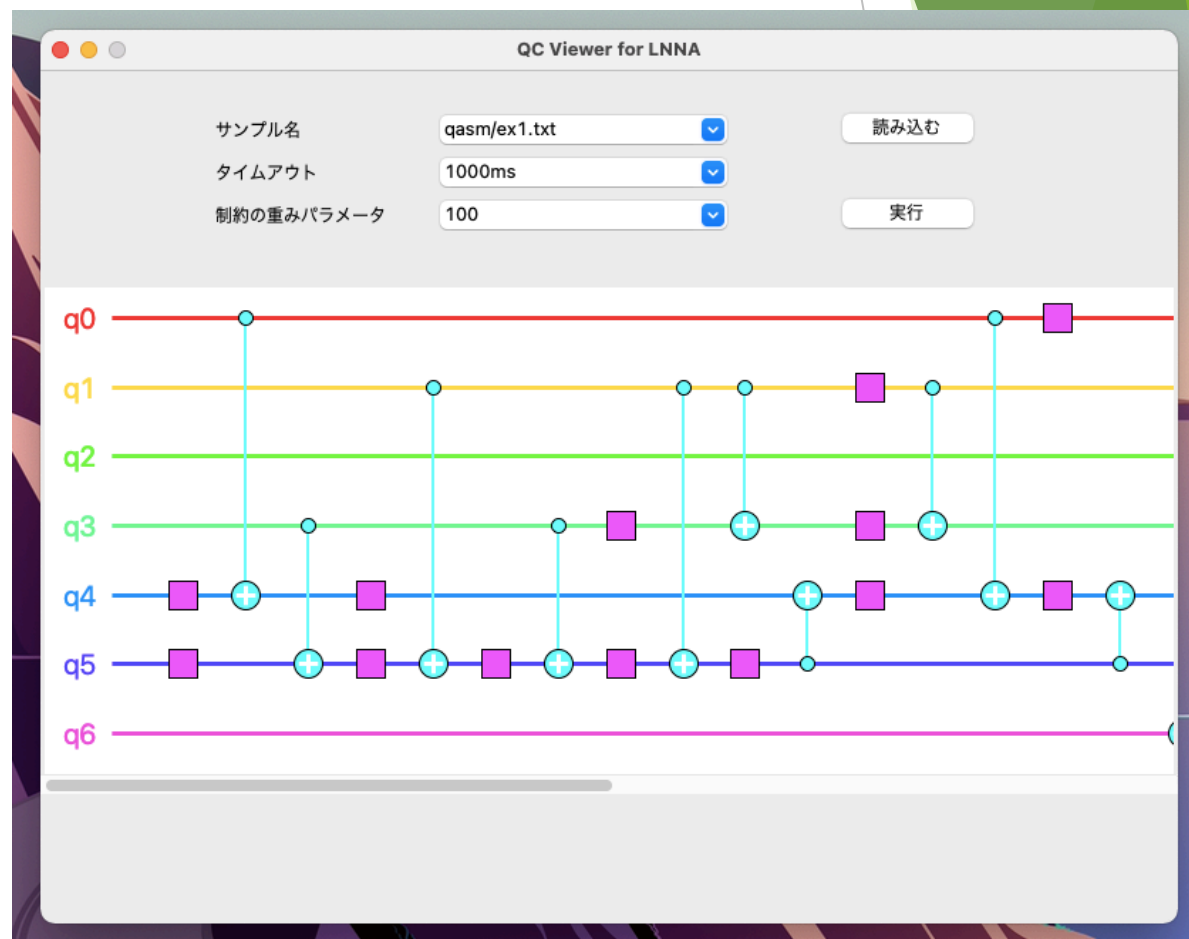 QC Viewer for LNNA
サンプル名 qasm/ex1.txt 読み込む
タイムアウト 1000ms
制約の重みパラメータ 100 実行
q0
q1
q2
q3
q4
q5
q6